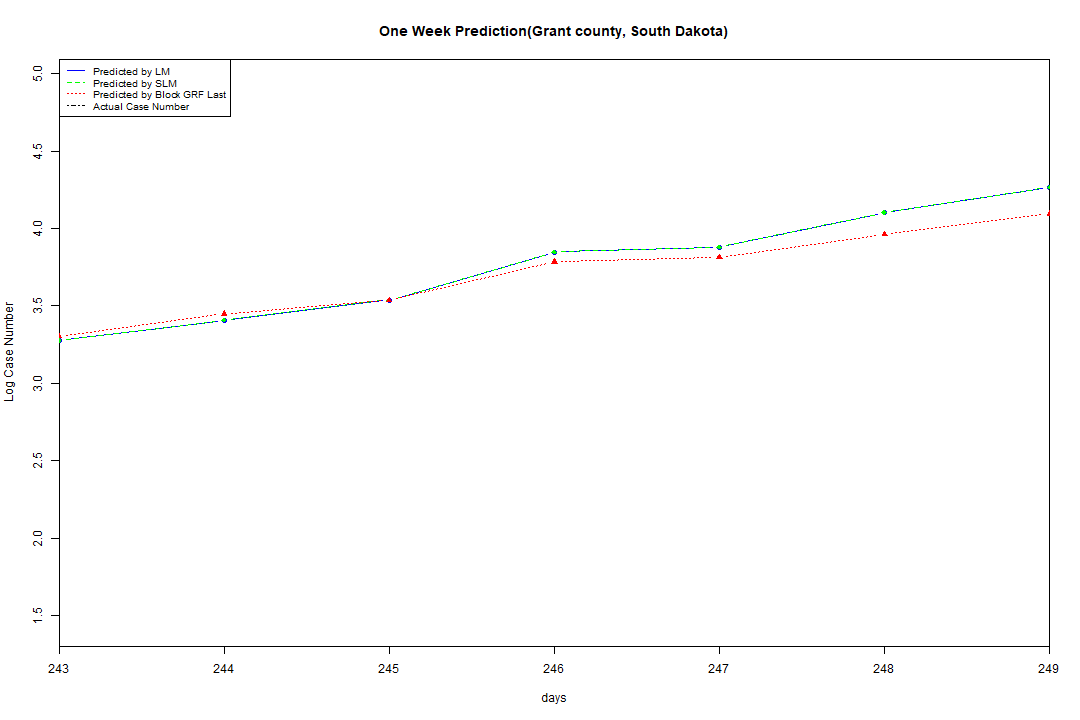 One Week Prediction(Grant county, South Dakota)
Predicted by LM
Predicted by SLM
Predicted by Block GRF Last
Actual Case Number
5.0
4.5
4.0
3.5
3.0
2.5
2.0
1.5
Log Case Number
243 244 245 246 247 248 249
days